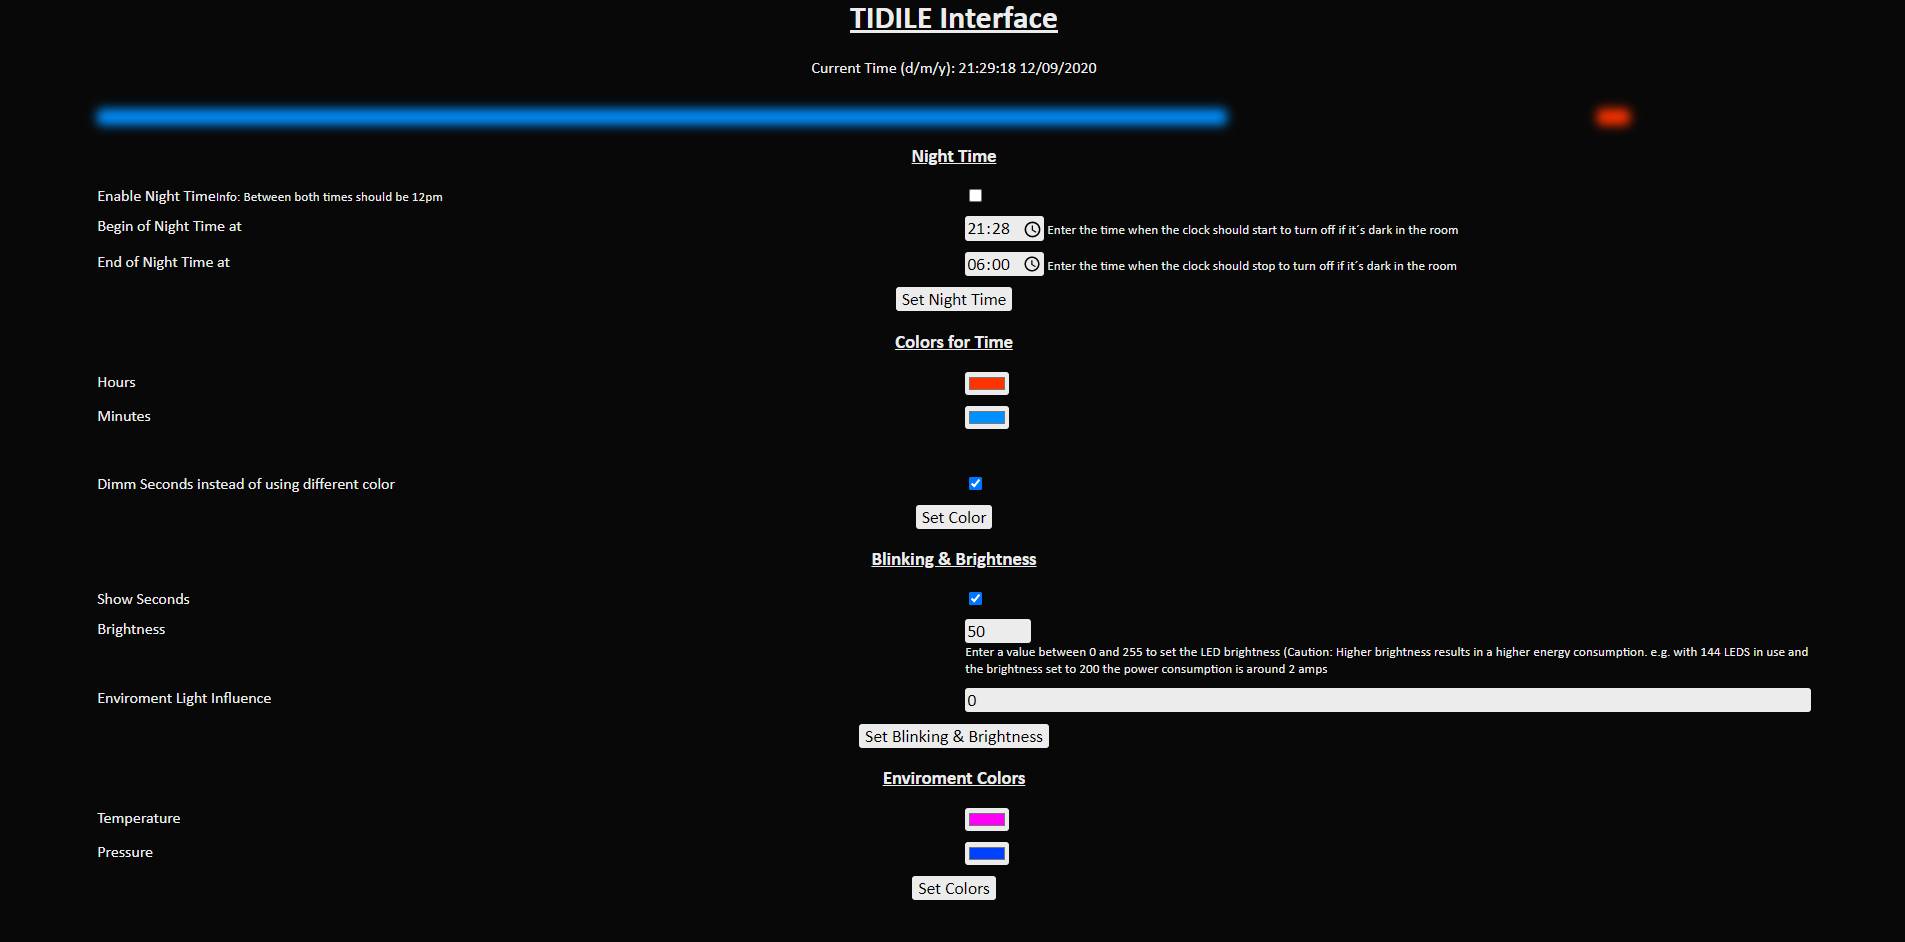 TIDILE Interface
Current Time (d/m/y): 21:29:18 12/09/2020
Night Time
Enable Night TimeInfo: Between both times should be 12pm
Begin of Night Time at 21:28 Enter the time when the clock should start to turn off if it´s dark in the room
End of Night Time at 06:00 Enter the time when the clock should stop to turn off if it´s dark in the room
Set Night Time
Colors for Time
Hours
Minutes
Dimm Seconds instead of using different color
Set Color
Blinking & Brightness
Show Seconds
Brightness 50
Enter a value between 0 and 255 to set the LED brightness (Caution: Higher brightness results in a higher energy consumption. e.g. with 144 LEDS in use and
the brightness set to 200 the power consumption is around 2 amps
Enviroment Light Influence 0
Set Blinking & Brightness
Enviroment Colors
Temperature
Pressure
Set Colors